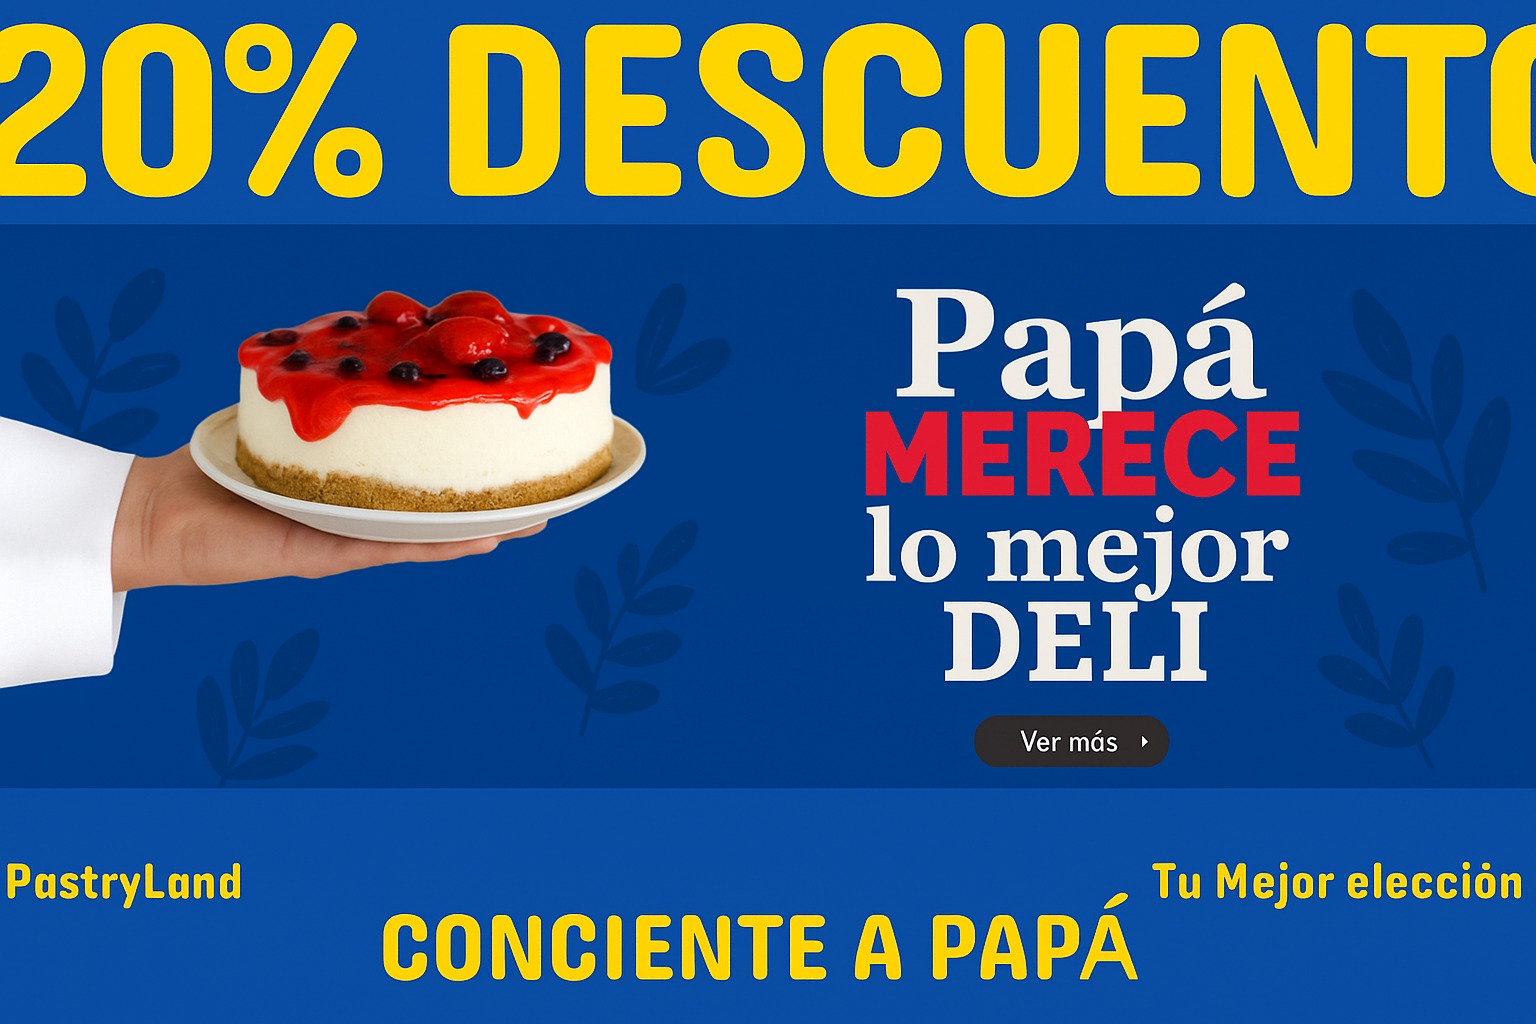 20% DESCUENTO
Papá
MERECE
lo mejor
DELI
Ver más
PastryLand
Tu Mejor elección
CONCIENTE A PAPÁ